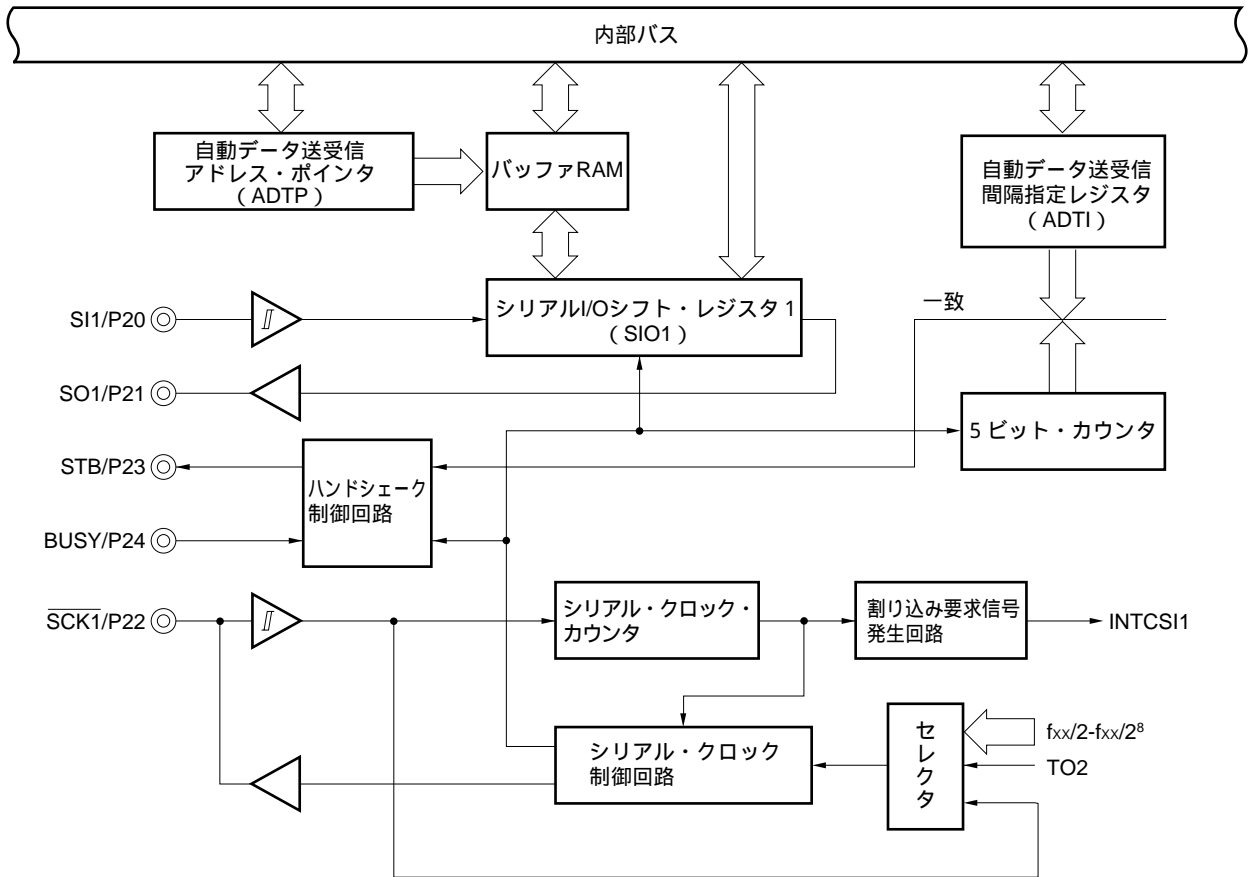 内部バス
自動データ送受信
アドレス・ポインタ
(ADTP)
バッファRAM
自動データ送受信
間隔指定レジスタ
(ADTI)
SI1/P20
シリアルI/Oシフト・レジスタ1
(SIO1)
一致
SO1/P21
5ビット・カウンタ
STB/P23
ハンドシェーク
制御回路
BUSY/P24
SCK1/P22
シリアル・クロック・
カウンタ
割り込み要求信号
発生回路
INTCSI1
シリアル・クロック
制御回路
セレクタ
fxx/2-fxx/2⁸
TO2